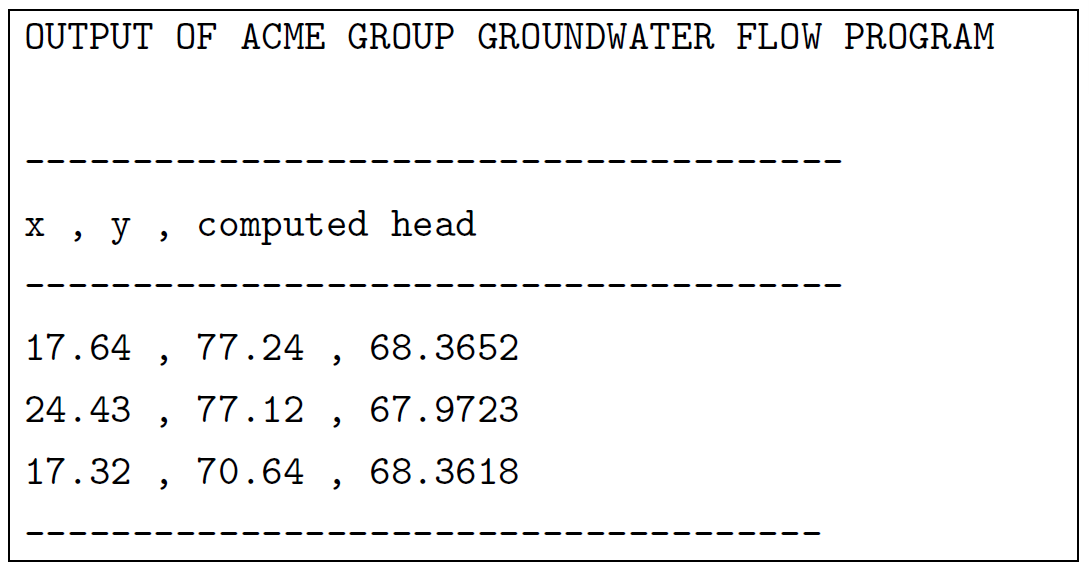 OUTPUT OF ACME GROUP GROUNDWATER FLOW PROGRAM
--------------------------------------
x , y , computed head
--------------------------------------
17.64 , 77.24 , 68.3652
24.43 , 77.12 , 67.9723
17.32 , 70.64 , 68.3618
-------------------------------------